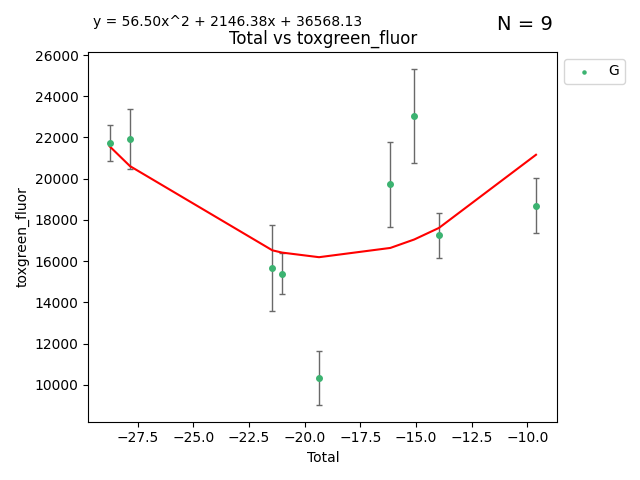 y = 56.50x^2 + 2146.38x + 36568.13
N = 9
Total vs toxgreen_fluor
G
26000
24000
22000
20000
18000
16000
14000
12000
10000
toxgreen_fluor
−27.5 −25.0 −22.5 −20.0 −17.5 −15.0 −12.5 −10.0
Total